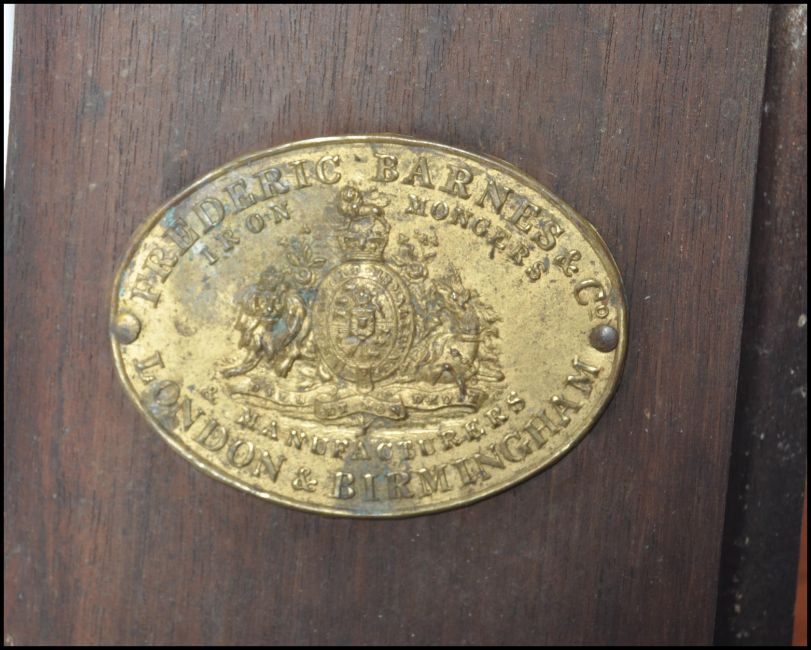 FREDERIC BARNES & Co
IRON MONGERS
& MANUFACTURERS
LONDON & BIRMINGHAM